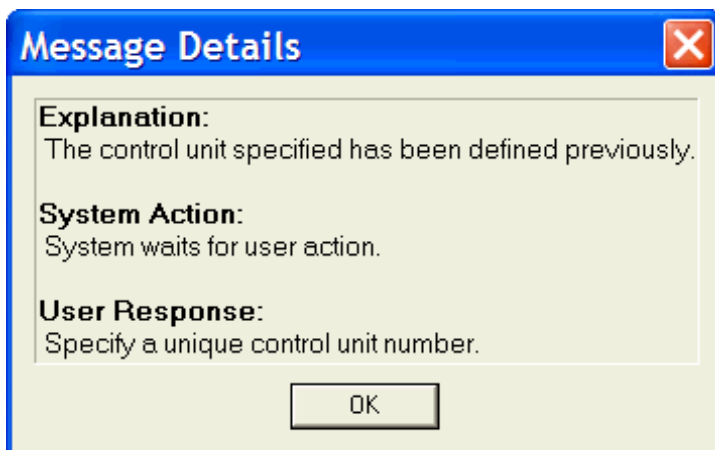 Message Details
Explanation:
The control unit specified has been defined previously.
System Action:
System waits for user action.
User Response:
Specify a unique control unit number.
OK